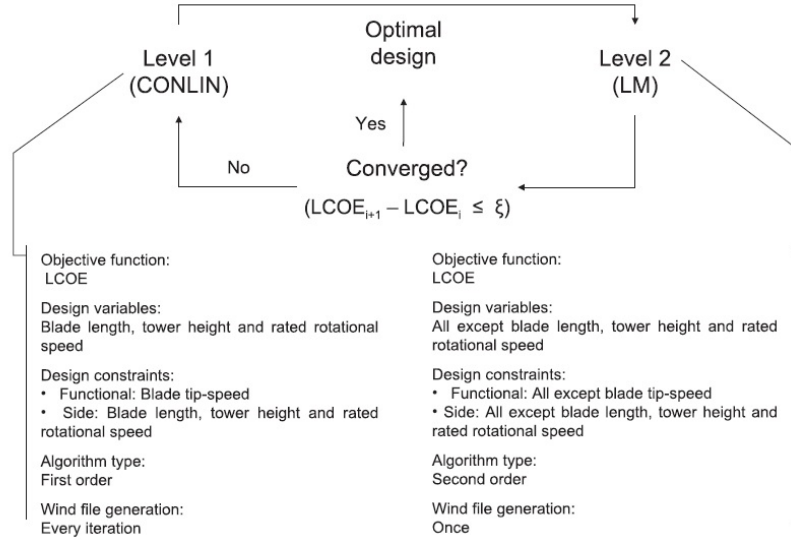 Optimal
design
Level 1
(CONLIN)
Level 2
(LM)
Yes
No
Converged?
(LCOEi+1 – LCOEi ≤ ξ)
Objective function:
LCOE
Design variables:
Blade length, tower height and rated rotational
speed
Design constraints:
• Functional: Blade tip-speed
• Side: Blade length, tower height and rated
rotational speed
Algorithm type:
First order
Wind file generation:
Every iteration
Objective function:
LCOE
Design variables:
All except blade length, tower height and rated
rotational speed
Design constraints:
• Functional: All except blade tip-speed
• Side: All except blade length, tower height and
rated rotational speed
Algorithm type:
Second order
Wind file generation:
Once